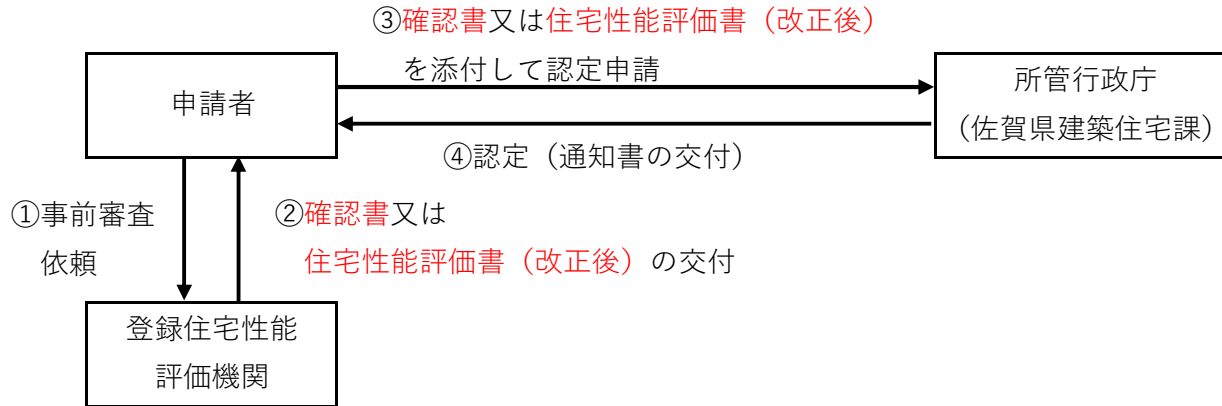 ③確認書又は住宅性能評価書（改正後）
を添付して認定申請
申請者
所管行政庁
（佐賀県建築住宅課）
④認定（通知書の交付）
①事前審査
依頼
②確認書又は
住宅性能評価書（改正後）の交付
登録住宅性能
評価機関